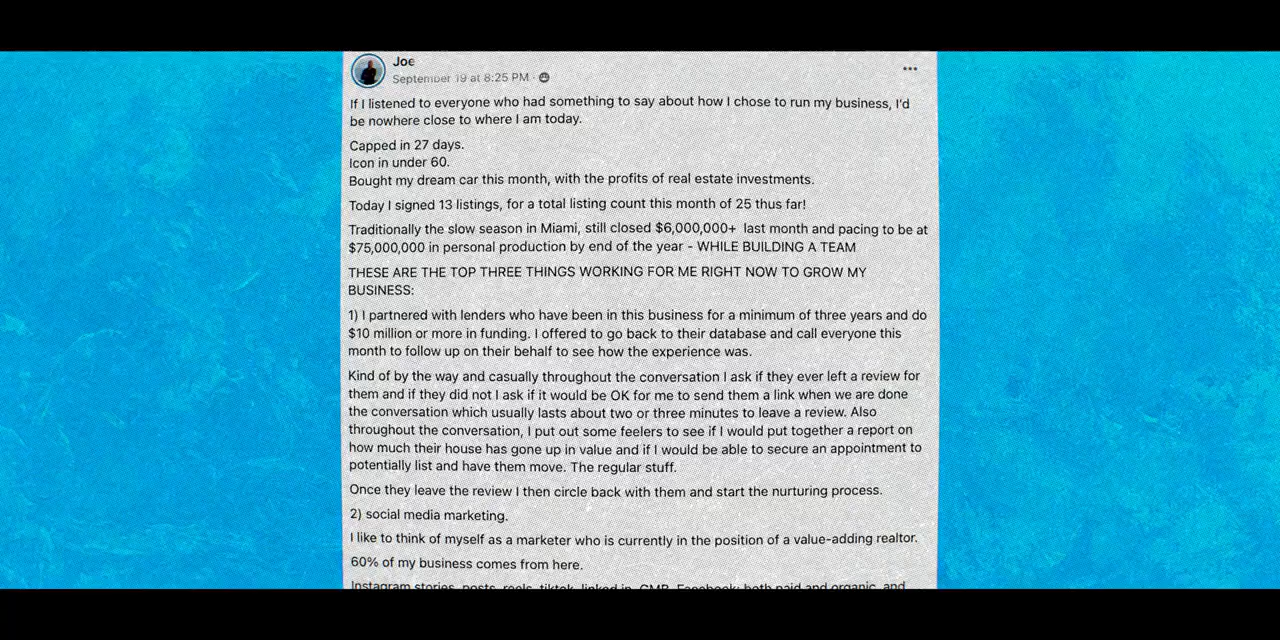 Joe
September 19 at 8:25 PM ·
If I listened to everyone who had something to say about how I chose to run my business, I'd
be nowhere close to where I am today.
Capped in 27 days.
Icon in under 60.
Bought my dream car this month, with the profits of real estate investments.
Today I signed 13 listings, for a total listing count this month of 25 thus far!
Traditionally the slow season in Miami, still closed $6,000,000+ last month and pacing to be at
$75,000,000 in personal production by end of the year - WHILE BUILDING A TEAM
THESE ARE THE TOP THREE THINGS WORKING FOR ME RIGHT NOW TO GROW MY
BUSINESS:
1) I partnered with lenders who have been in this business for a minimum of three years and do
$10 million or more in funding. I offered to go back to their database and call everyone this
month to follow up on their behalf to see how the experience was.
Kind of by the way and casually throughout the conversation I ask if they ever left a review for
them and if they did not I ask if it would be OK for me to send them a link when we are done
the conversation which usually lasts about two or three minutes to leave a review. Also
throughout the conversation, I put out some feelers to see if I would put together a report on
how much their house has gone up in value and if I would be able to secure an appointment to
potentially list and have them move. The regular stuff.
Once they leave the review I then circle back with them and start the nurturing process.
2) social media marketing.
I like to think of myself as a marketer who is currently in the position of a value-adding realtor.
60% of my business comes from here.
Instagram stories, posts, reels, tiktok, linked in, GMB, Facebook; both paid and organic, and